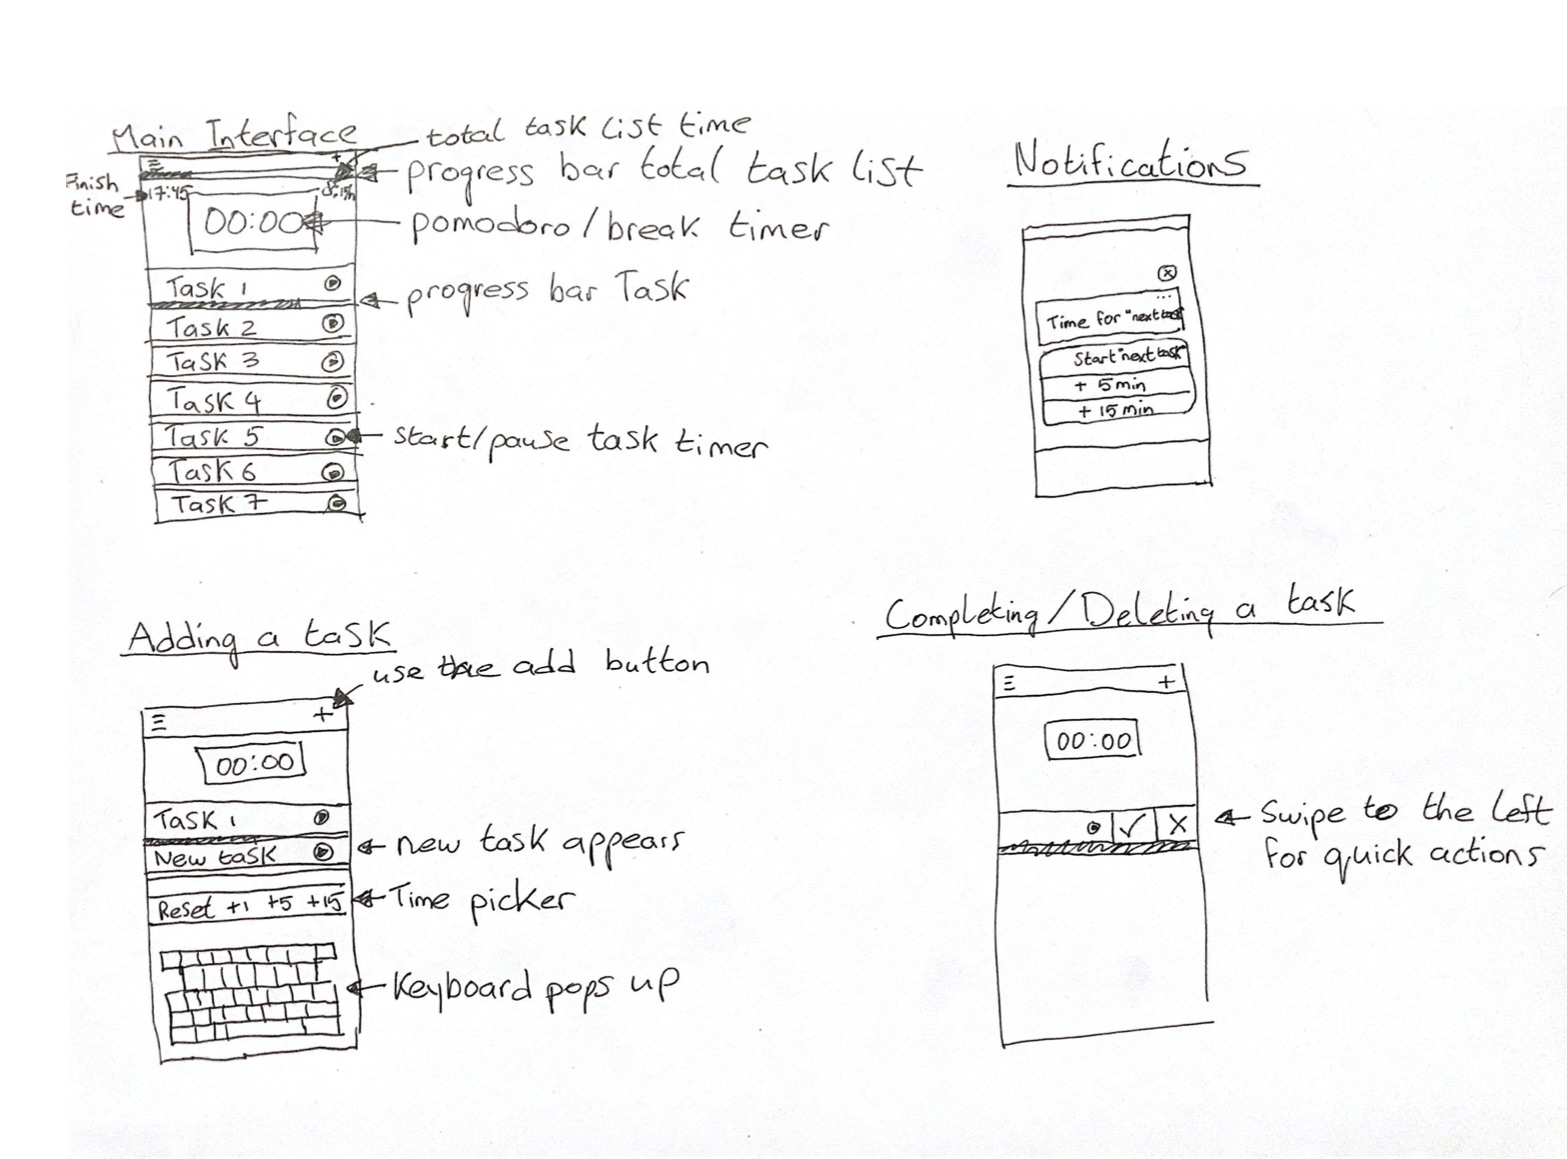 Main Interface
total task list time
progress bar total task list
Finish
time
17:45
00:00
pomodoro/break timer
Task 1
progress bar Task
Task 2
Task 3
Task 4
Task 5
start/pause task timer
Task 6
Task 7
Notifications
Time for "next task
Start "next task"
+ 5 min
+ 15 min
Adding a task
use the add button
+
00:00
Task 1
New task
new task appears
Reset +1 +5 +15
Time picker
Keyboard pops up
Completing/Deleting a task
+
00:00
Swipe to the left
for quick actions